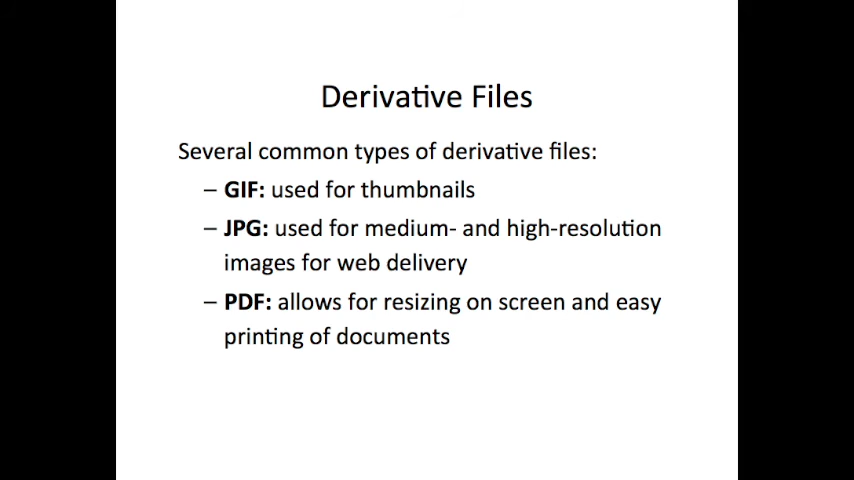 Derivative Files
Several common types of derivative files:
– GIF: used for thumbnails
– JPG: used for medium- and high-resolution
images for web delivery
– PDF: allows for resizing on screen and easy
printing of documents